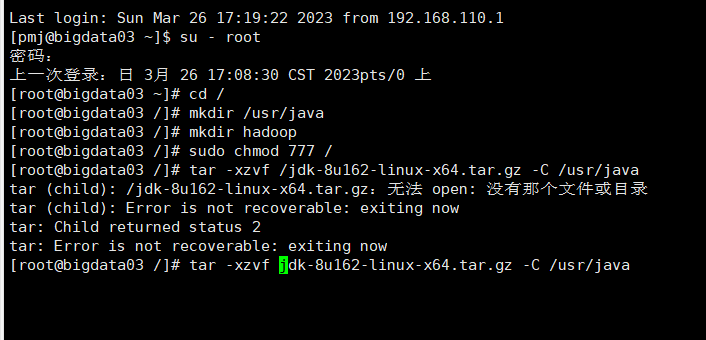 Last login: Sun Mar 26 17:19:22 2023 from 192.168.110.1
[pmj@bigdata03 ~]$ su - root
密码：
上一次登录：日 3月 26 17:08:30 CST 2023pts/0 上
[root@bigdata03 ~]# cd /
[root@bigdata03 /]# mkdir /usr/java
[root@bigdata03 /]# mkdir hadoop
[root@bigdata03 /]# sudo chmod 777 /
[root@bigdata03 /]# tar -xzvf /jdk-8u162-linux-x64.tar.gz -C /usr/java
tar (child): /jdk-8u162-linux-x64.tar.gz：无法 open: 没有那个文件或目录
tar (child): Error is not recoverable: exiting now
tar: Child returned status 2
tar: Error is not recoverable: exiting now
[root@bigdata03 /]# tar -xzvf jdk-8u162-linux-x64.tar.gz -C /usr/java